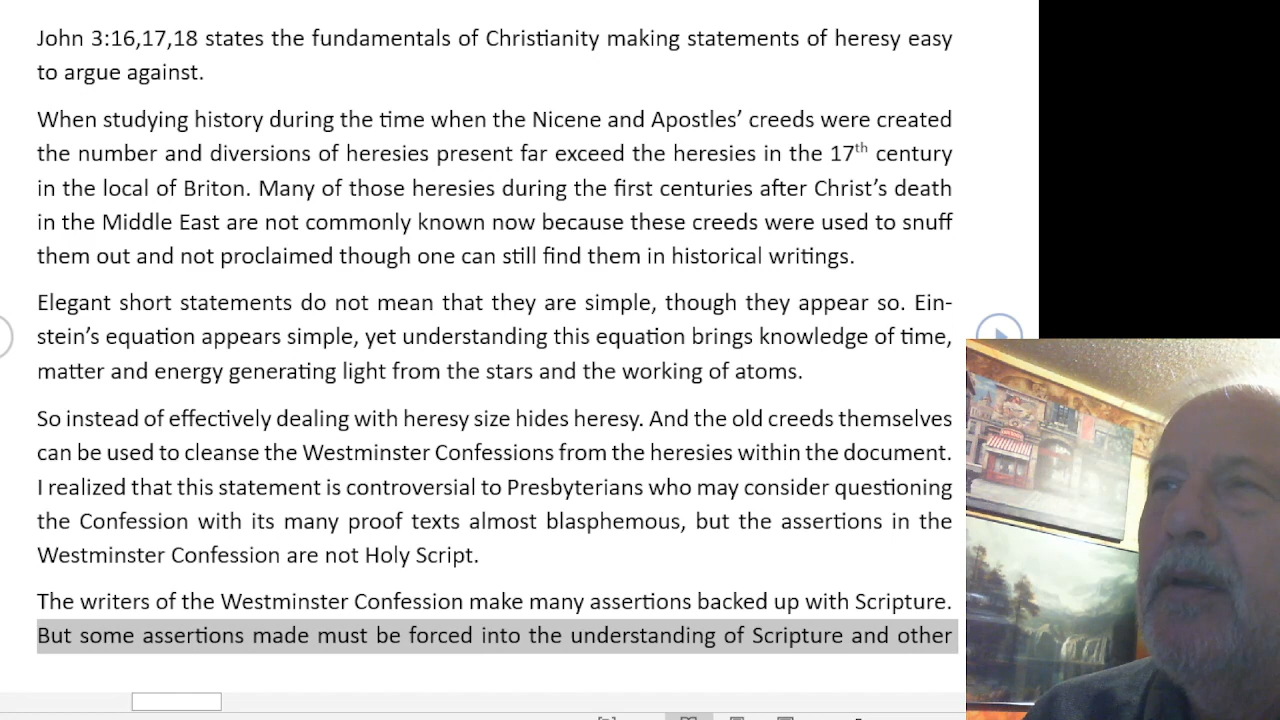 John 3:16,17,18 states the fundamentals of Christianity making statements of heresy easy
to argue against.
When studying history during the time when the Nicene and Apostles’ creeds were created
the number and diversions of heresies present far exceed the heresies in the 17th century
in the local of Briton. Many of those heresies during the first centuries after Christ’s death
in the Middle East are not commonly known now because these creeds were used to snuff
them out and not proclaimed though one can still find them in historical writings.
Elegant short statements do not mean that they are simple, though they appear so. Ein-
stein’s equation appears simple, yet understanding this equation brings knowledge of time,
matter and energy generating light from the stars and the working of atoms.
So instead of effectively dealing with heresy size hides heresy. And the old creeds themselves
can be used to cleanse the Westminster Confessions from the heresies within the document.
I realized that this statement is controversial to Presbyterians who may consider questioning
the Confession with its many proof texts almost blasphemous, but the assertions in the
Westminster Confession are not Holy Script.
The writers of the Westminster Confession make many assertions backed up with Scripture.
But some assertions made must be forced into the understanding of Scripture and other